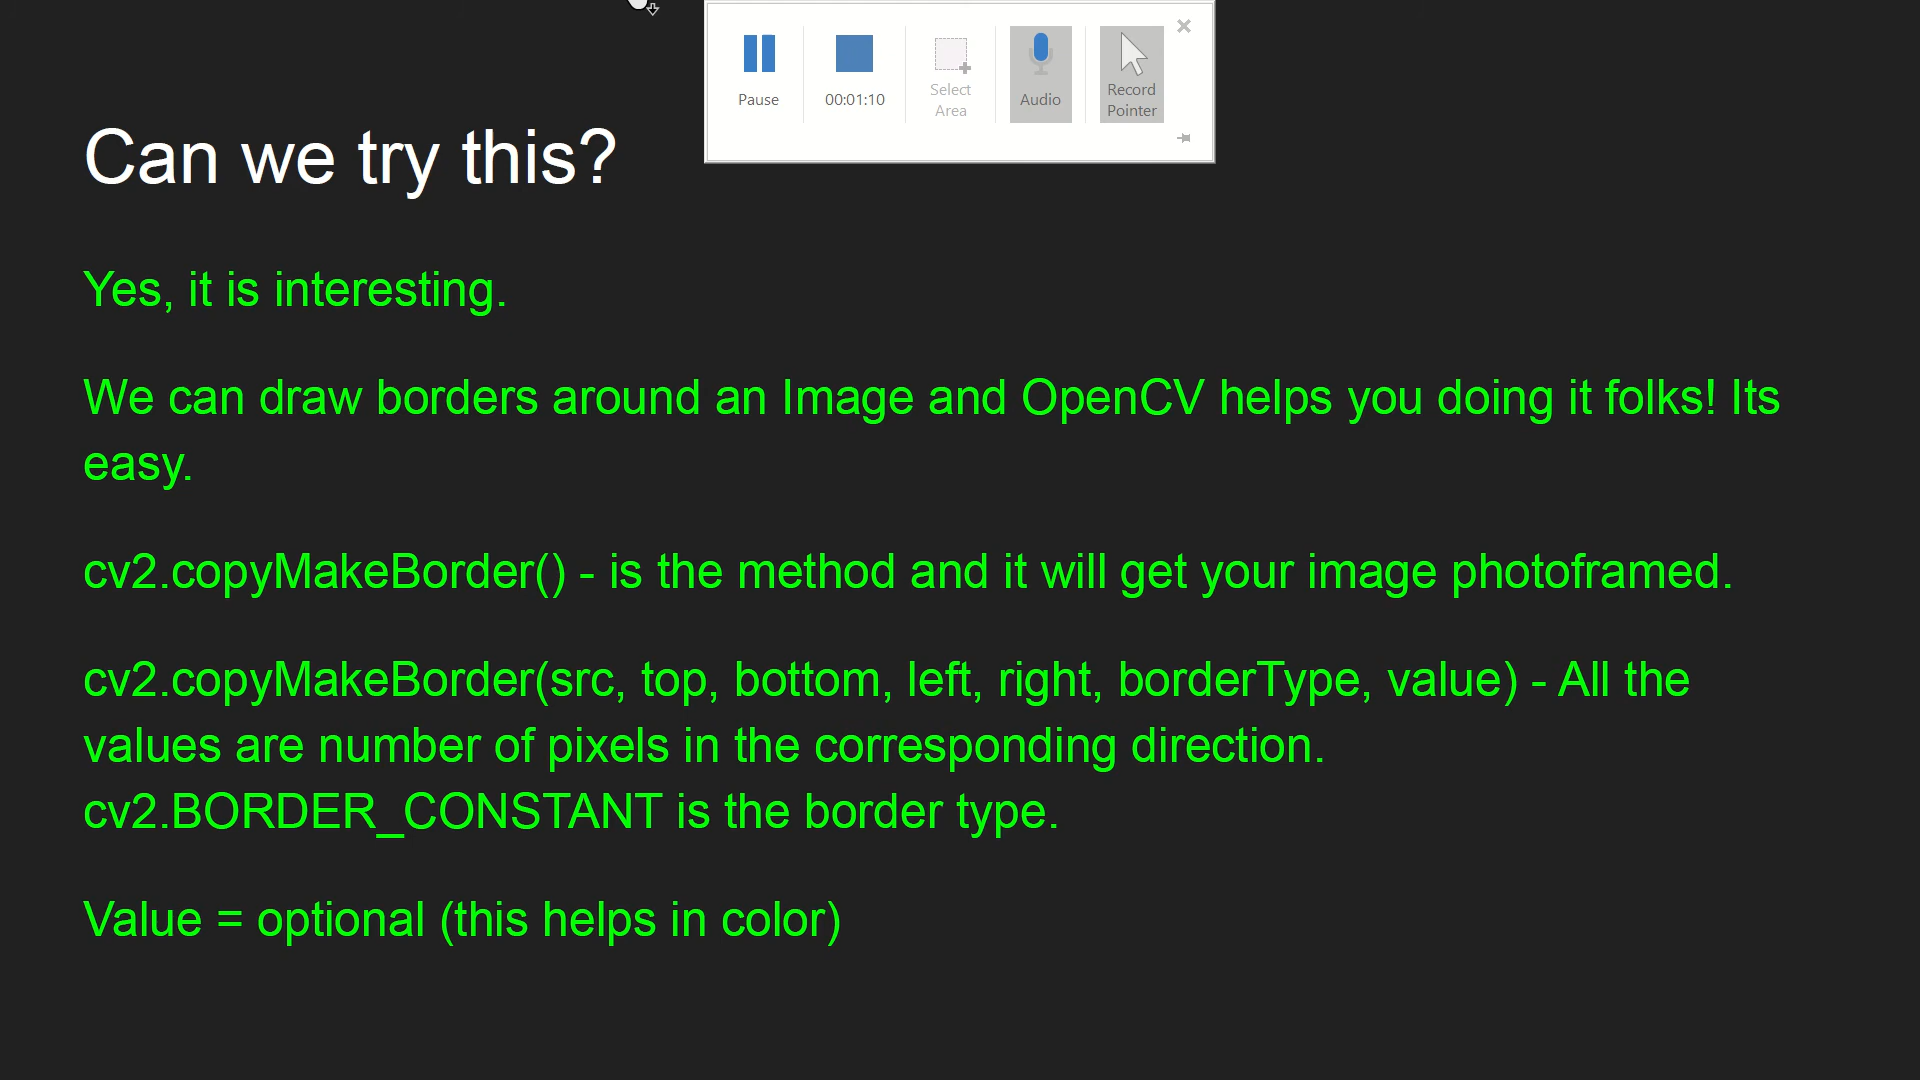 Pause
00:01:10
Select
Area
Audio
Record
Pointer
Can we try this?
Yes, it is interesting.
We can draw borders around an Image and OpenCV helps you doing it folks! Its
easy.
cv2.copyMakeBorder() - is the method and it will get your image photoframed.
cv2.copyMakeBorder(src, top, bottom, left, right, borderType, value) - All the
values are number of pixels in the corresponding direction.
cv2.BORDER_CONSTANT is the border type.
Value = optional (this helps in color)